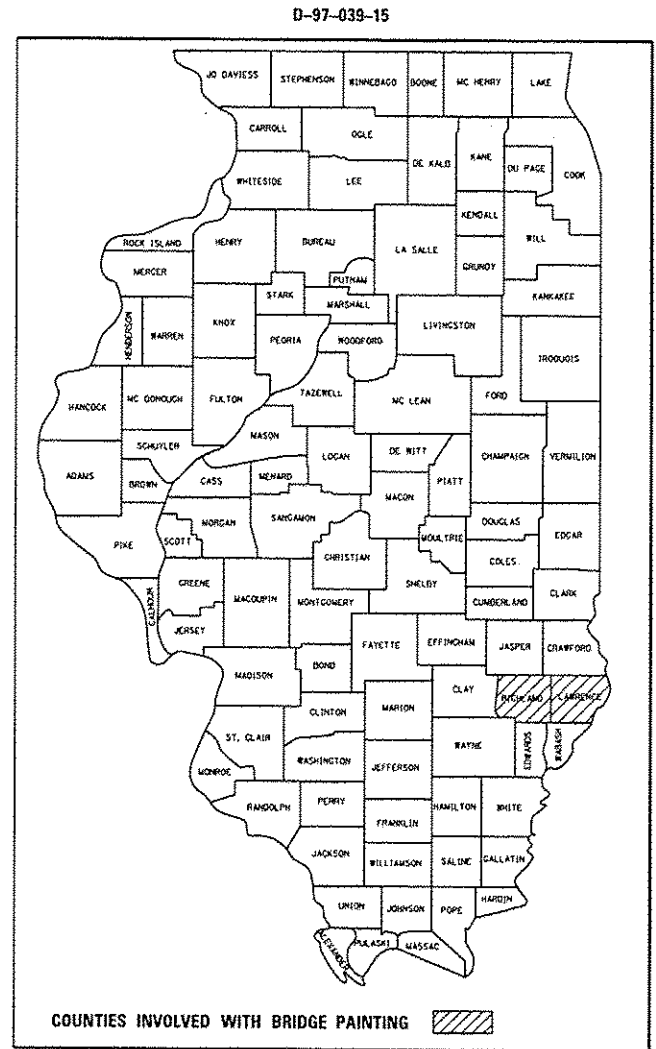 D-97-039-15
JO DAVIESS STEPHENSON WINNEBAGO BOONE MC HENRY LAKE
CARROLL OGLE DE KALB KANE DU PAGE COOK
WHITESIDE LEE
KENDALL
ROCK ISLAND HENRY BUREAU LA SALLE WILL
MERCER PUTNAM GRUNDY
STARK MARSHALL KANKAKEE
HENDERSON WARREN KNOX PEORIA WOODFORD LIVINGSTON IROQUOIS
HANCOCK MC DONOUGH FULTON TAZEWELL MC LEAN FORD
MASON
SCHUYLER LOGAN DE WITT CHAMPAIGN VERMILION
ADAMS BROWN CASS MENARD PIATT
MACON
MORGAN SANGAMON DOUGLAS
PIKE SCOTT CHRISTIAN MOULTRIE COLES EDGAR
GREENE MACOUPIN MONTGOMERY SHELBY
CALHOUN JERSEY CUMBERLAND CLARK
FAYETTE EFFINGHAM JASPER CRAWFORD
MADISON BOND
CLAY RICHLAND LAWRENCE
CLINTON MARION
ST. CLAIR WAYNE EDWARDS WABASH
MONROE WASHINGTON JEFFERSON
RANDOLPH PERRY HAMILTON WHITE
FRANKLIN
JACKSON WILLIAMSON SALINE GALLATIN
UNION JOHNSON POPE HARDIN
ALEXANDER PULASKI MASSAC
COUNTIES INVOLVED WITH BRIDGE PAINTING